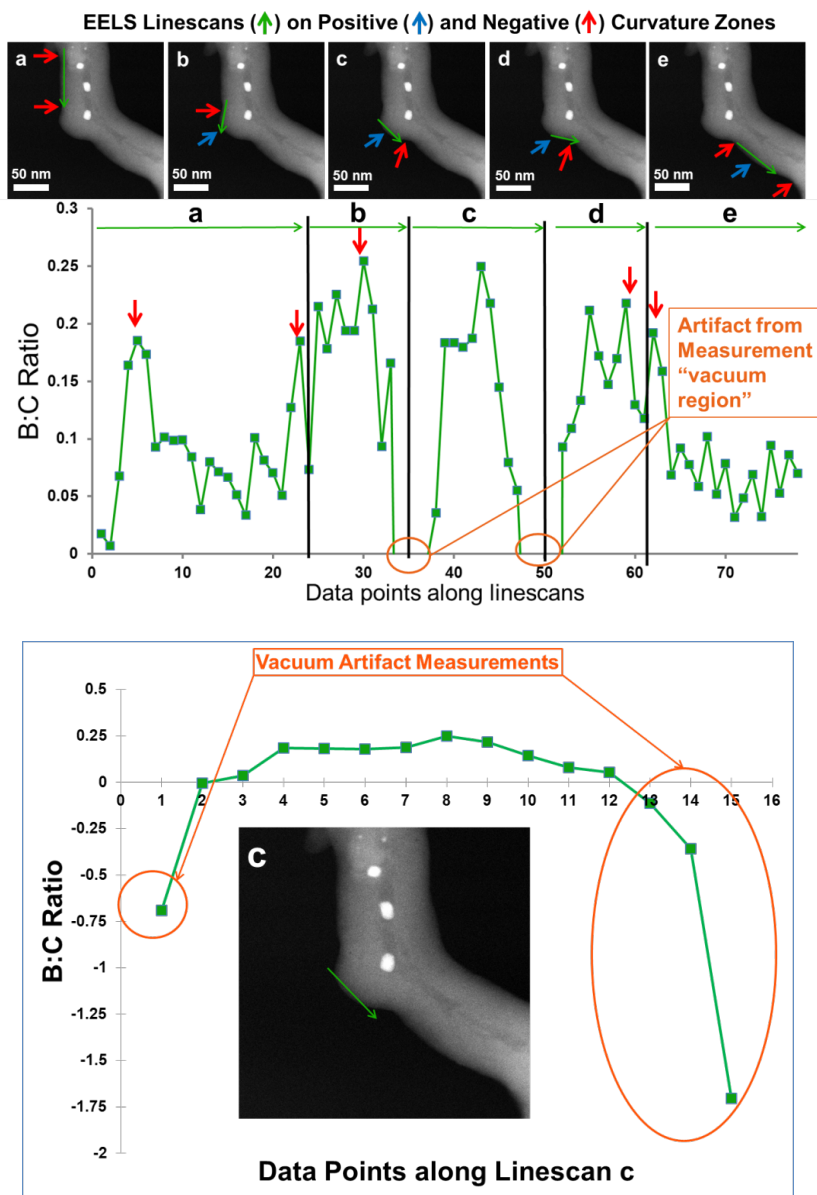 EELS Linescans (↑) on Positive (↑) and Negative (↑) Curvature Zones
a
b
c
d
e
50 nm
50 nm
50 nm
50 nm
50 nm
a
b
c
d
e
0.3
0.25
0.2
0.15
0.1
0.05
0
B:C Ratio
Artifact from
Measurement
“vacuum
region”
0
10
20
30
40
50
60
70
Data points along linescans
Vacuum Artifact Measurements
0.5
0.25
0
-0.25
-0.5
-0.75
-1
-1.25
-1.5
-1.75
-2
B:C Ratio
0 1 2 3 4 5 6 7 8 9 10 11 12 13 14 15 16
c
Data Points along Linescan c